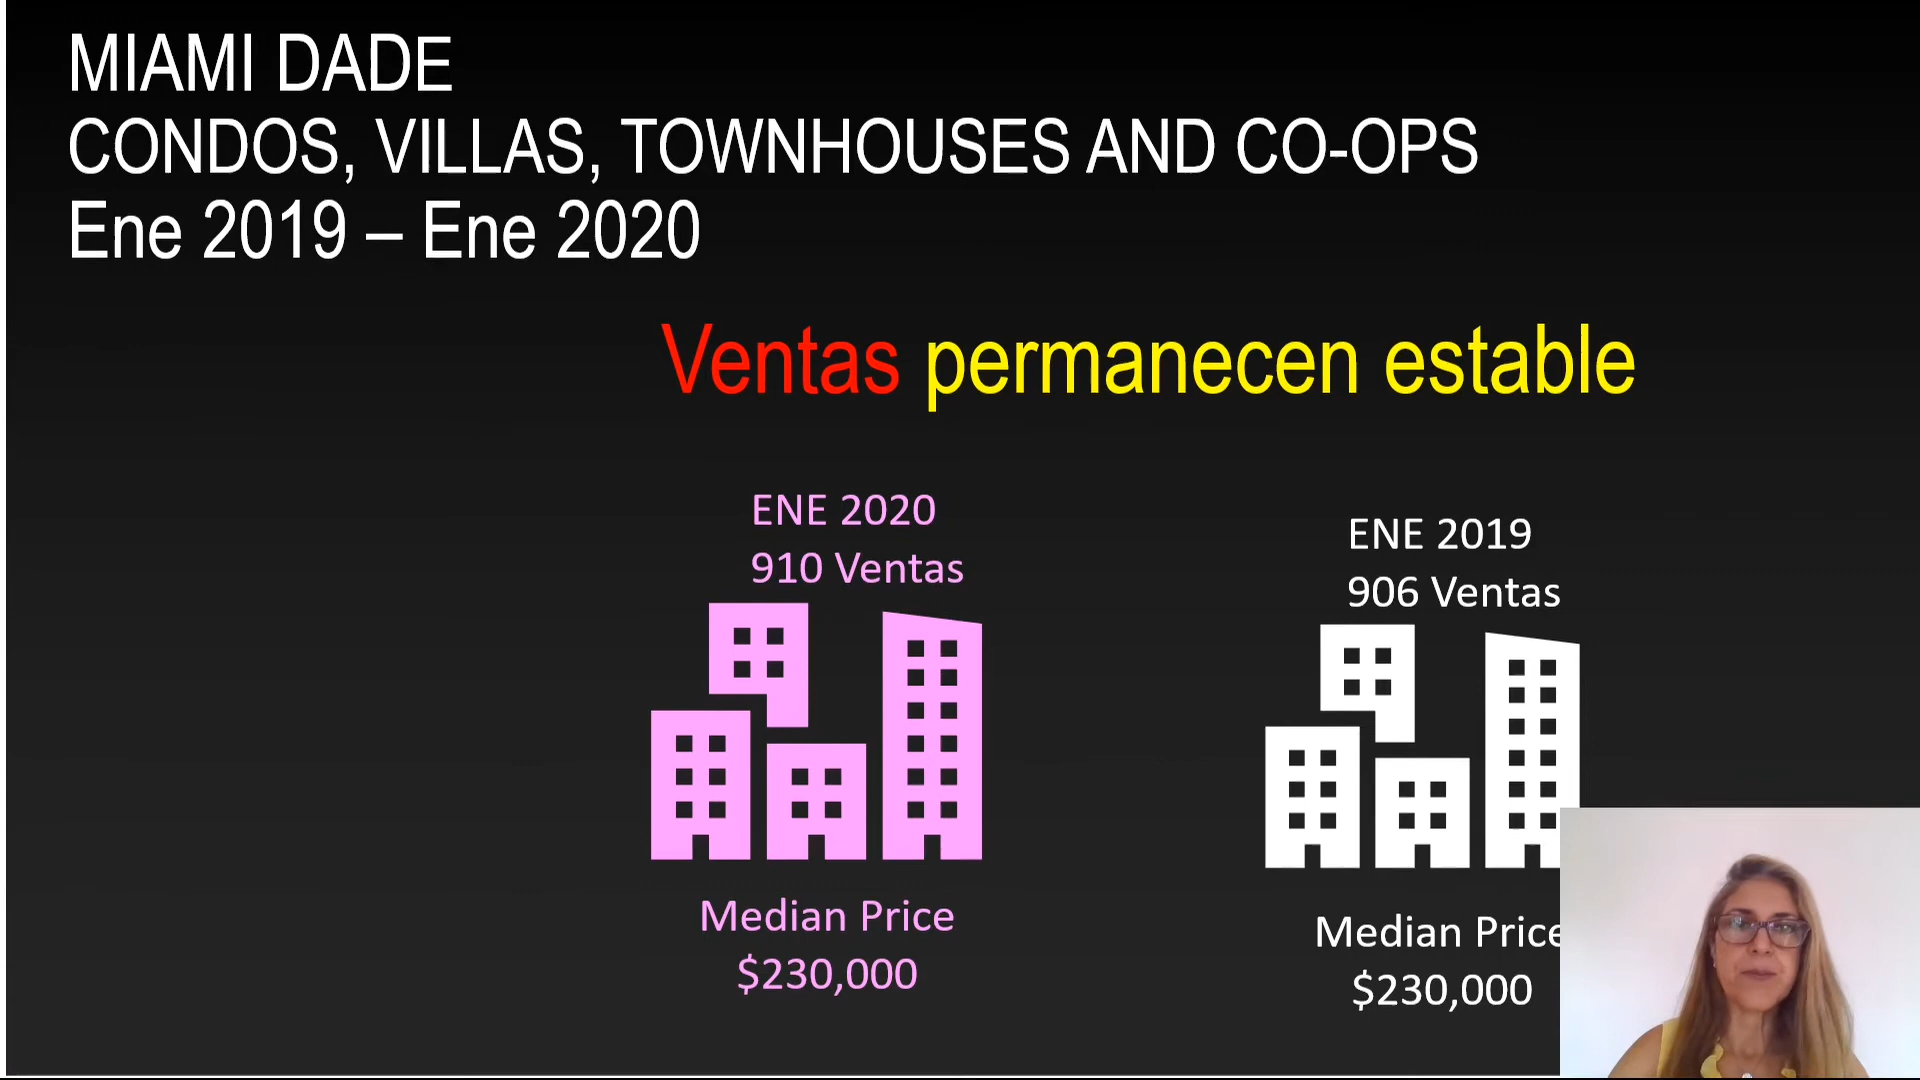 MIAMI DADE
CONDOS, VILLAS, TOWNHOUSES AND CO-OPS
Ene 2019 – Ene 2020
Ventas permanecen estable
ENE 2020
910 Ventas
Median Price
$230,000
ENE 2019
906 Ventas
Median Price
$230,000